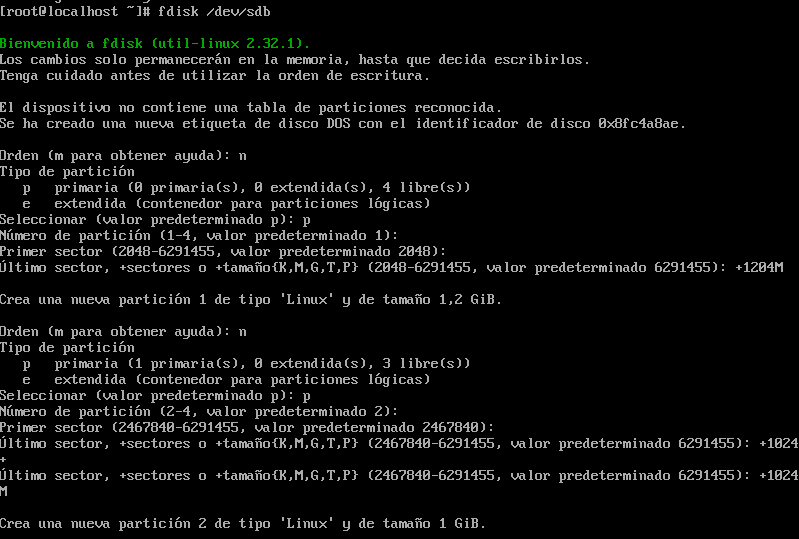 [root@localhost ~]# fdisk /dev/sdb
Bienvenido a fdisk (util-linux 2.32.1).
Los cambios solo permanecerán en la memoria, hasta que decida escribirlos.
Tenga cuidado antes de utilizar la orden de escritura.
El dispositivo no contiene una tabla de particiones reconocida.
Se ha creado una nueva etiqueta de disco DOS con el identificador de disco 0x8fc4a8ae.
Orden (m para obtener ayuda): n
Tipo de partición
p primaria (0 primaria(s), 0 extendida(s), 4 libre(s))
e extendida (contenedor para particiones lógicas)
Seleccionar (valor predeterminado p): p
Número de partición (1-4, valor predeterminado 1):
Primer sector (2048-6291455, valor predeterminado 2048):
Último sector, +sectores o +tamaño{K,M,G,T,P} (2048-6291455, valor predeterminado 6291455): +1204M
Crea una nueva partición 1 de tipo 'Linux' y de tamaño 1,2 GiB.
Orden (m para obtener ayuda): n
Tipo de partición
p primaria (1 primaria(s), 0 extendida(s), 3 libre(s))
e extendida (contenedor para particiones lógicas)
Seleccionar (valor predeterminado p): p
Número de partición (2-4, valor predeterminado 2):
Primer sector (2467840-6291455, valor predeterminado 2467840):
Último sector, +sectores o +tamaño{K,M,G,T,P} (2467840-6291455, valor predeterminado 6291455): +1024
+
Último sector, +sectores o +tamaño{K,M,G,T,P} (2467840-6291455, valor predeterminado 6291455): +1024
M
Crea una nueva partición 2 de tipo 'Linux' y de tamaño 1 GiB.